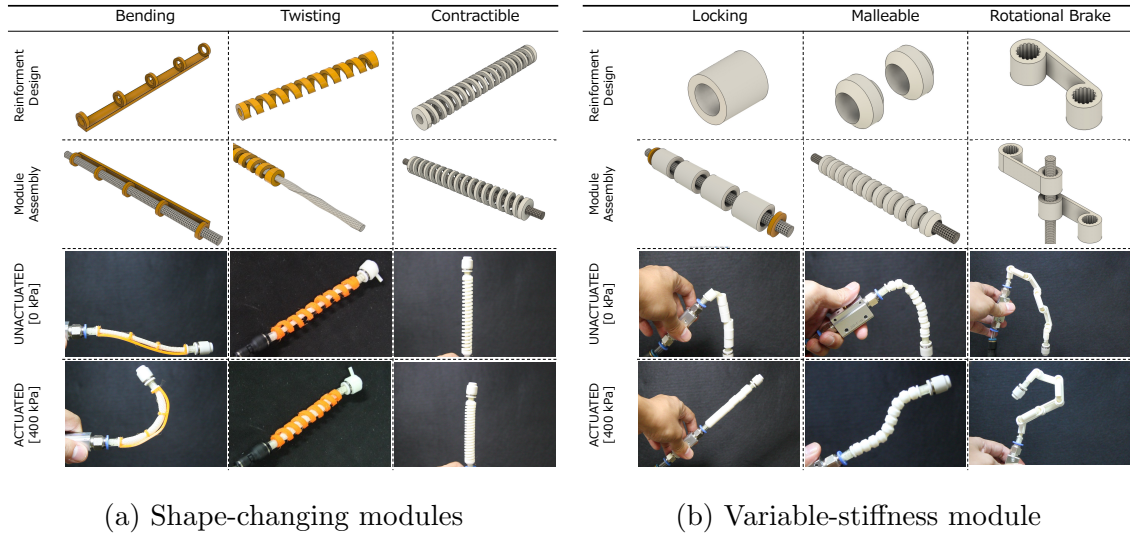 Bending Twisting Contractible
Reinforment
Design
Module
Assembly
UNACTUATED
[0 kPa]
ACTUATED
[400 kPa]
(a) Shape-changing modules
Locking Malleable Rotational Brake
Reinforment
Design
Module
Assembly
UNACTUATED
[0 kPa]
ACTUATED
[400 kPa]
(b) Variable-stiffness module